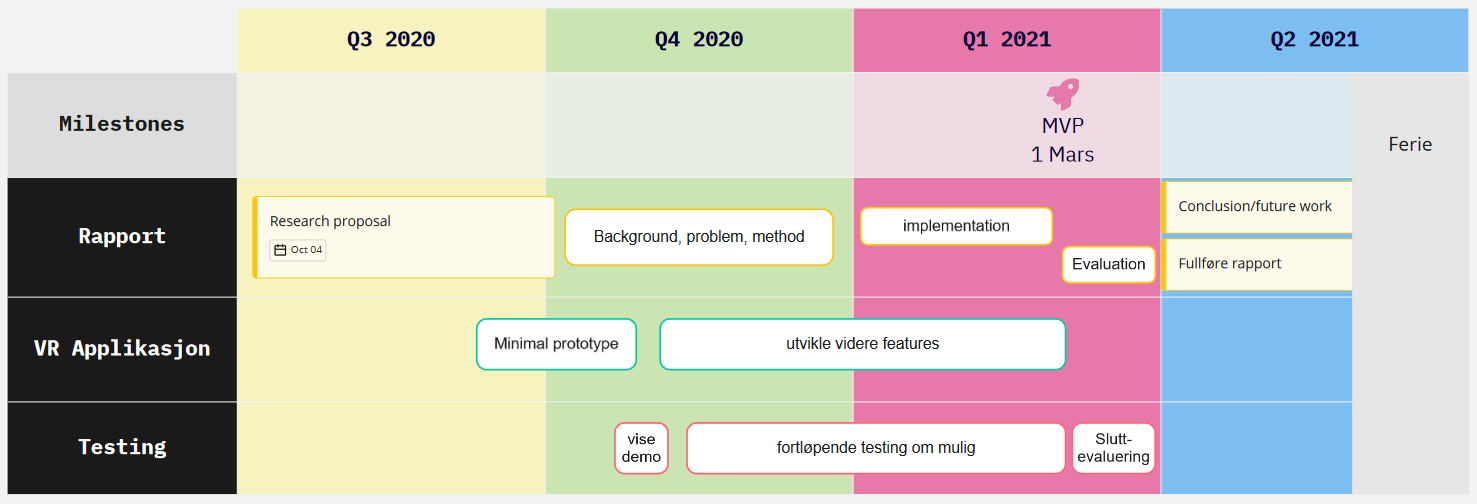 Q3 2020
Q4 2020
Q1 2021
Q2 2021
Milestones
MVP
1 Mars
Ferie
Rapport
Research proposal
Oct 04
Background, problem, method
implementation
Evaluation
Conclusion/future work
Fullføre rapport
VR Applikasjon
Minimal prototype
utvikle videre features
Testing
vise
demo
fortløpende testing om mulig
Slutt-
evaluering